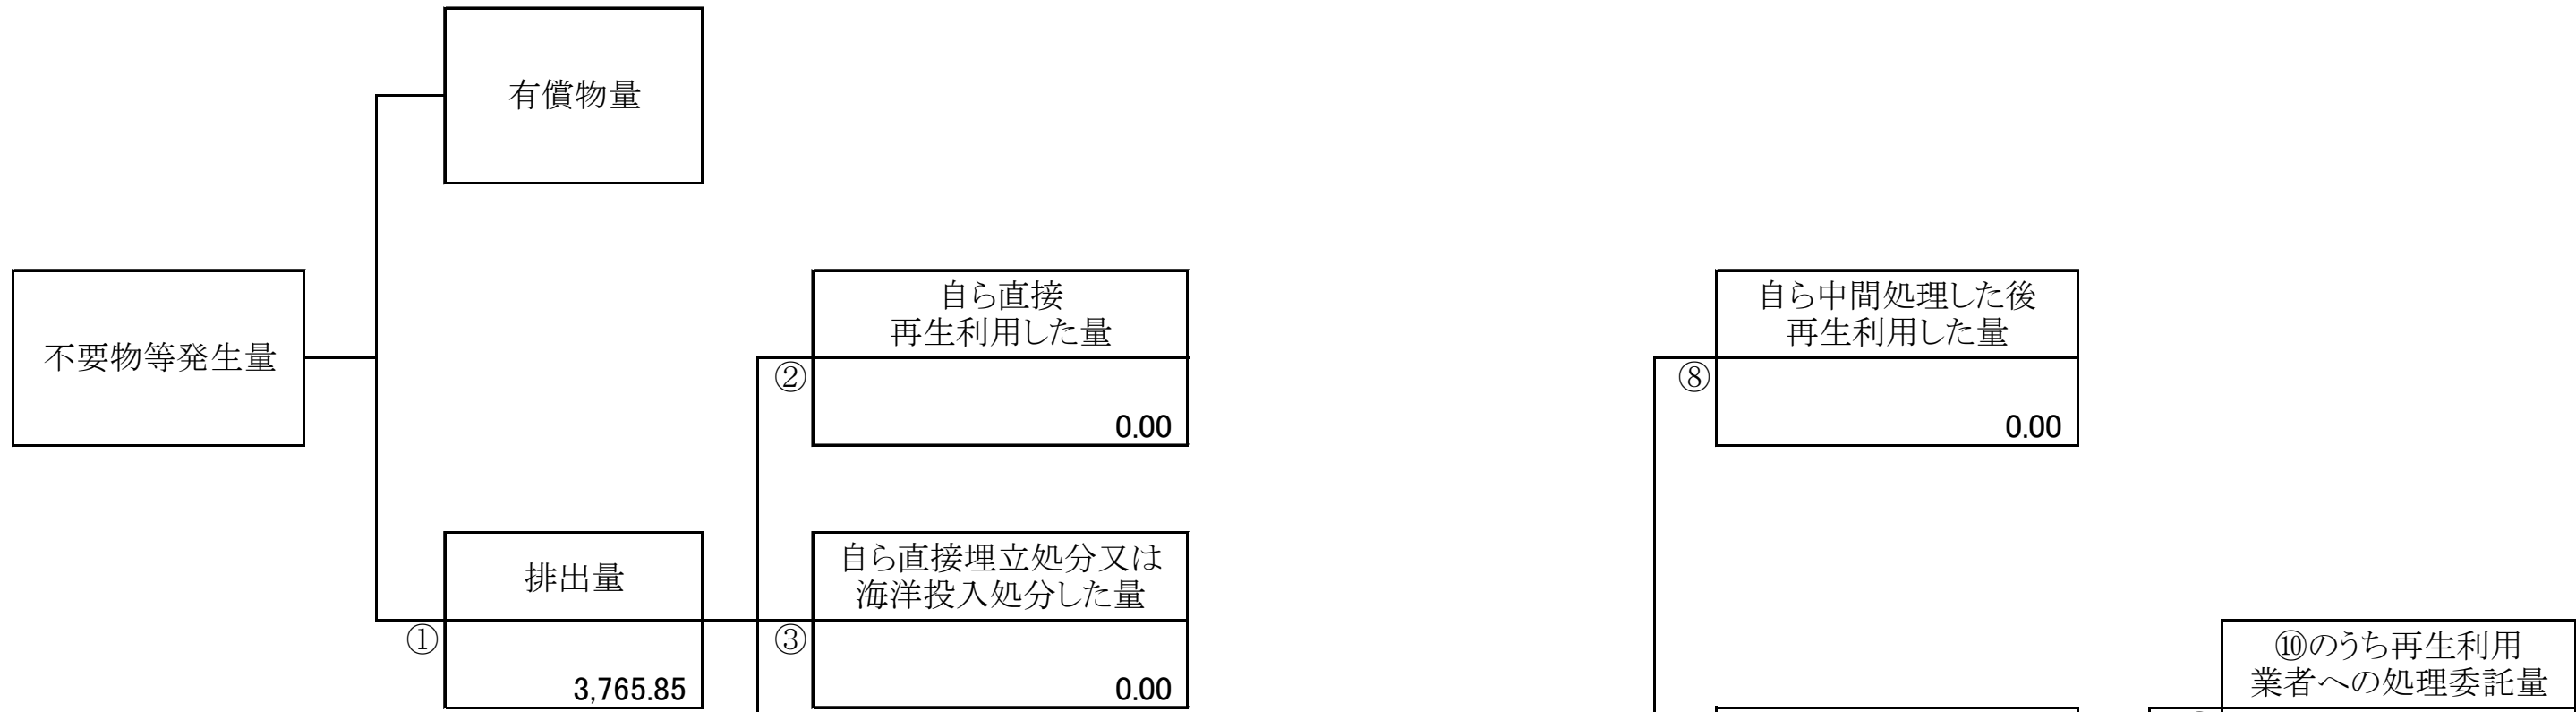 有償物量
不要物等発生量
自ら直接
再生利用した量
②
0.00
自ら中間処理した後
再生利用した量
⑧
0.00
排出量
①
3,765.85
自ら直接埋立処分又は
海洋投入処分した量
③
0.00
⑩のうち再生利用
業者への処理委託量